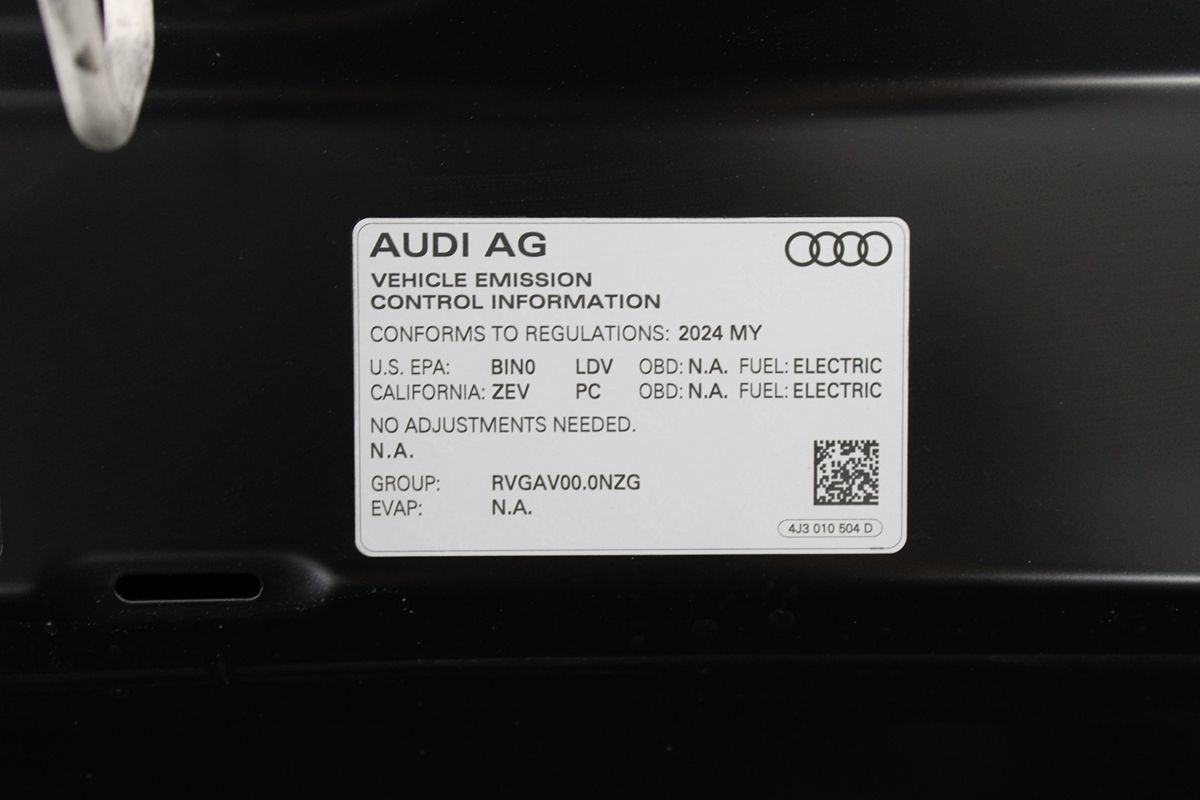 AUDI AG
VEHICLE EMISSION
CONTROL INFORMATION
CONFORMS TO REGULATIONS: 2024 MY
U.S. EPA: BIN0 LDV OBD: N.A. FUEL: ELECTRIC
CALIFORNIA: ZEV PC OBD: N.A. FUEL: ELECTRIC
NO ADJUSTMENTS NEEDED.
N.A.
GROUP: RVGAV00.0NZG
EVAP: N.A.
4J3 010 504 D